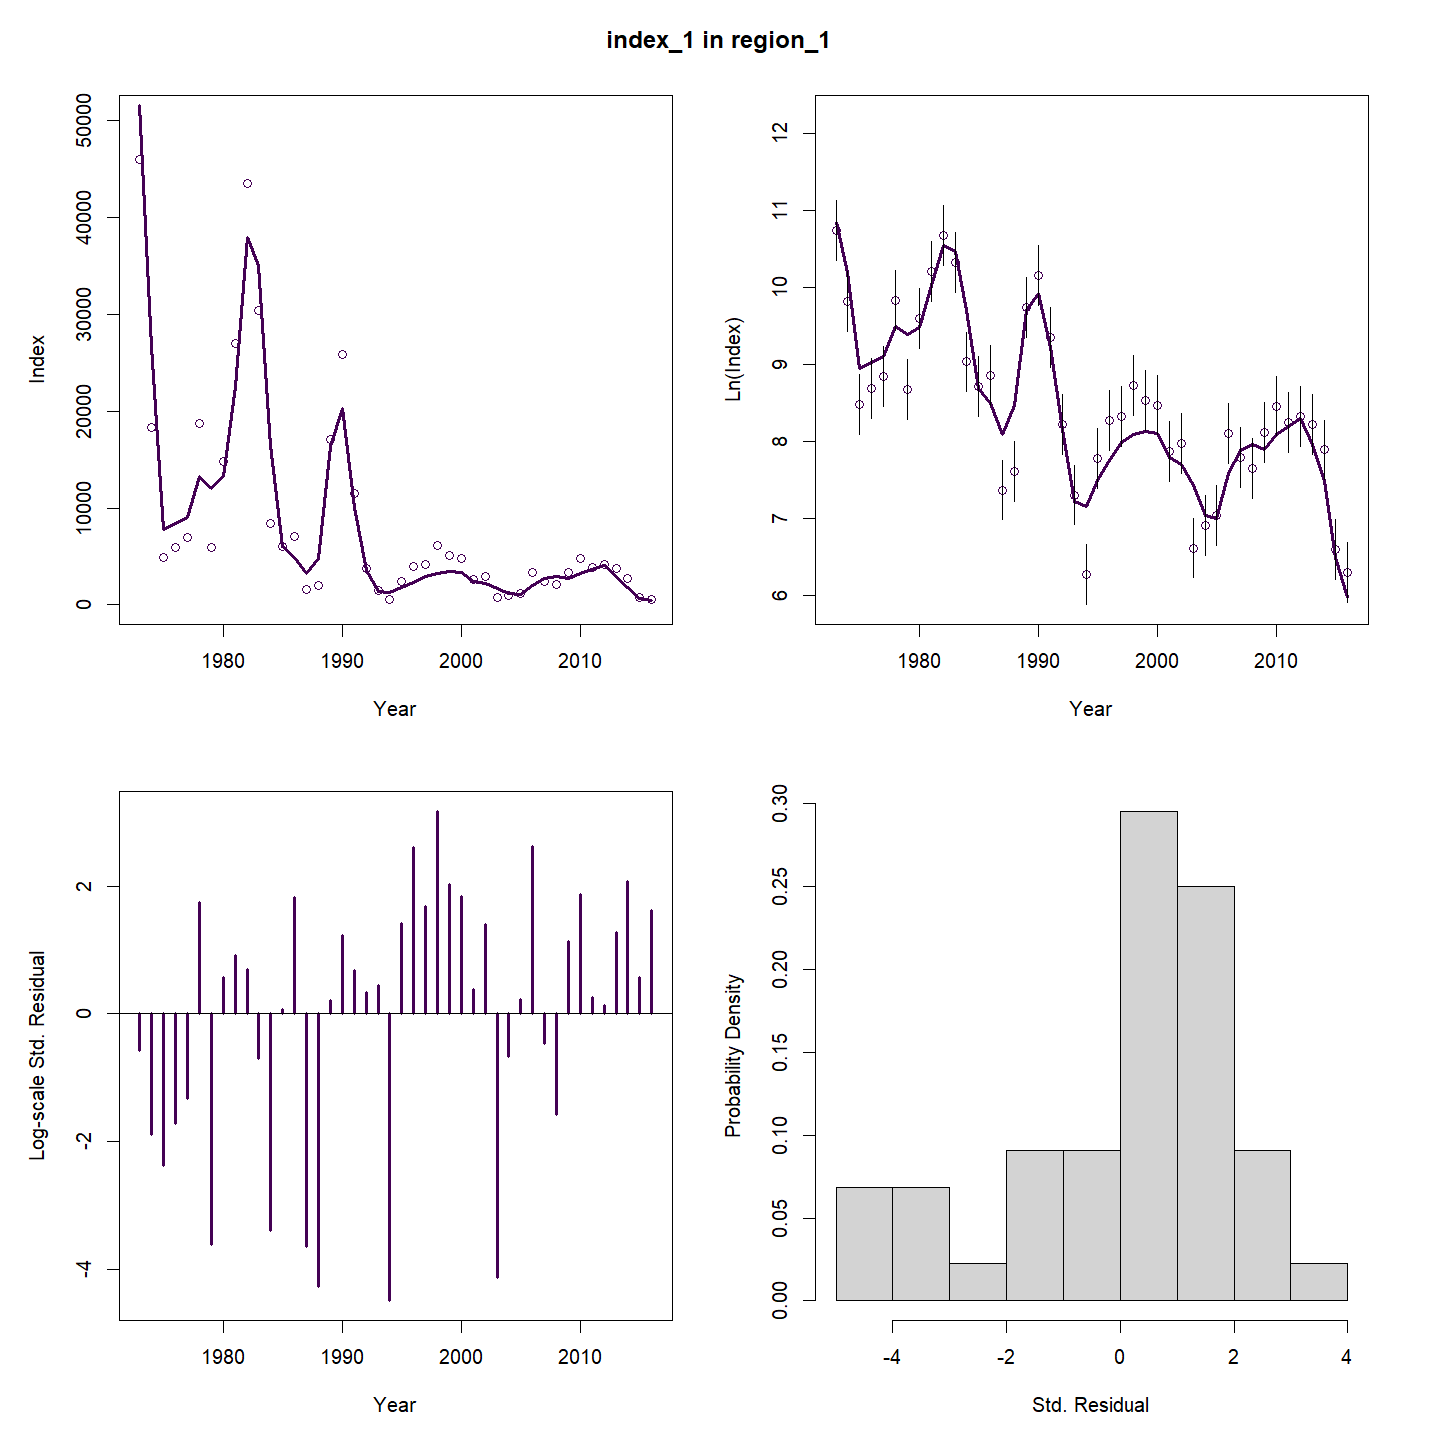 index_1 in region_1
50000
40000
30000
20000
10000
0
Index
1980 1990 2000 2010
Year
12
11
10
9
8
7
6
Ln(Index)
1980 1990 2000 2010
Year
2
0
-2
-4
Log-scale Std. Residual
1980 1990 2000 2010
Year
0.30
0.25
0.20
0.15
0.10
0.05
0.00
Probability Density
-4 -2 0 2 4
Std. Residual